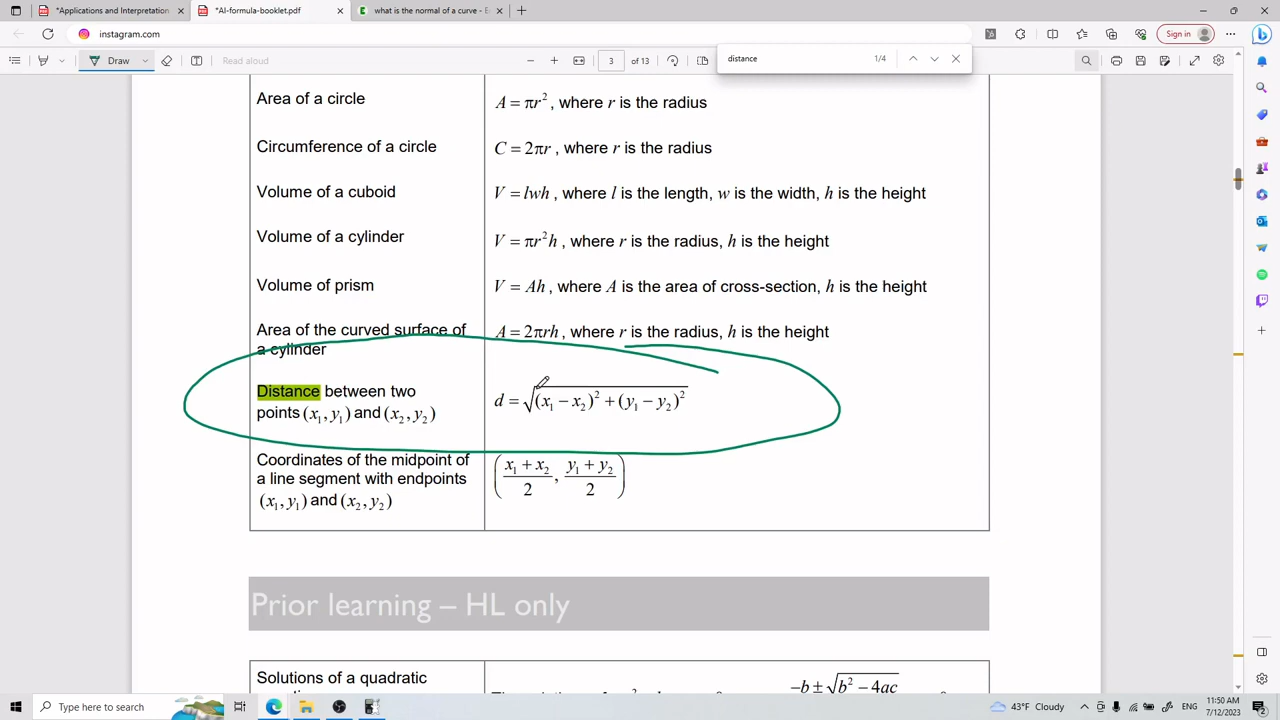 *Applications and Interpretation
*AI-formula-booklet.pdf
what is the normal of a curve - E
instagram.com
Sign in
Draw
Read aloud
3
of 13
distance
1/4
Area of a circle
A = πr², where r is the radius
Circumference of a circle
C = 2πr , where r is the radius
Volume of a cuboid
V = lwh , where l is the length, w is the width, h is the height
Volume of a cylinder
V = πr²h , where r is the radius, h is the height
Volume of prism
V = Ah , where A is the area of cross-section, h is the height
Area of the curved surface of
a cylinder
A = 2πrh , where r is the radius, h is the height
Distance between two
points (x₁, y₁) and (x₂, y₂)
d = √(x₁ − x₂)² + (y₁ − y₂)²
Coordinates of the midpoint of
a line segment with endpoints
(x₁, y₁) and (x₂, y₂)
(x₁ + x₂/2, y₁ + y₂/2)
Prior learning – HL only
Solutions of a quadratic
−b ± √b² − 4ac
Type here to search
43°F Cloudy
ENG
11:50 AM
7/12/2023